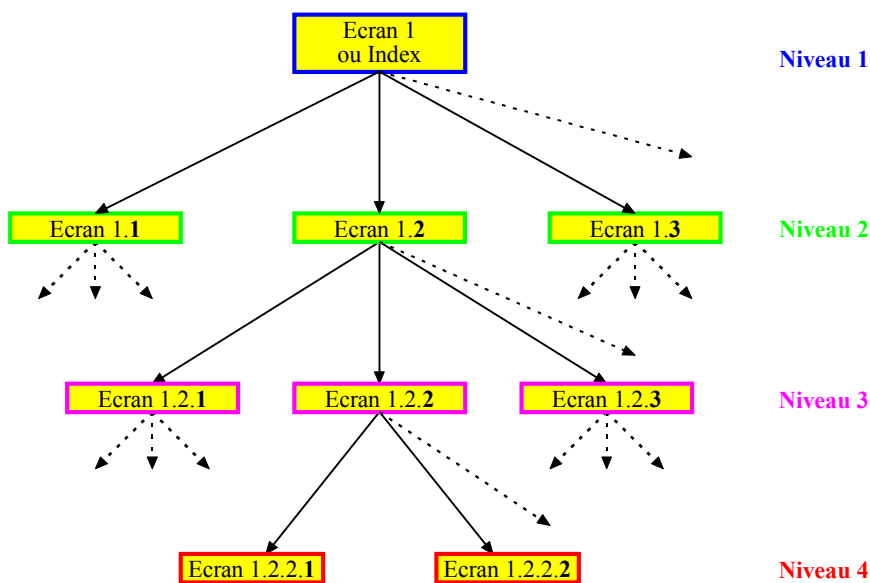 Ecran 1
ou Index
Niveau 1
Ecran 1.1
Ecran 1.2
Ecran 1.3
Niveau 2
Ecran 1.2.1
Ecran 1.2.2
Ecran 1.2.3
Niveau 3
Ecran 1.2.2.1
Ecran 1.2.2.2
Niveau 4